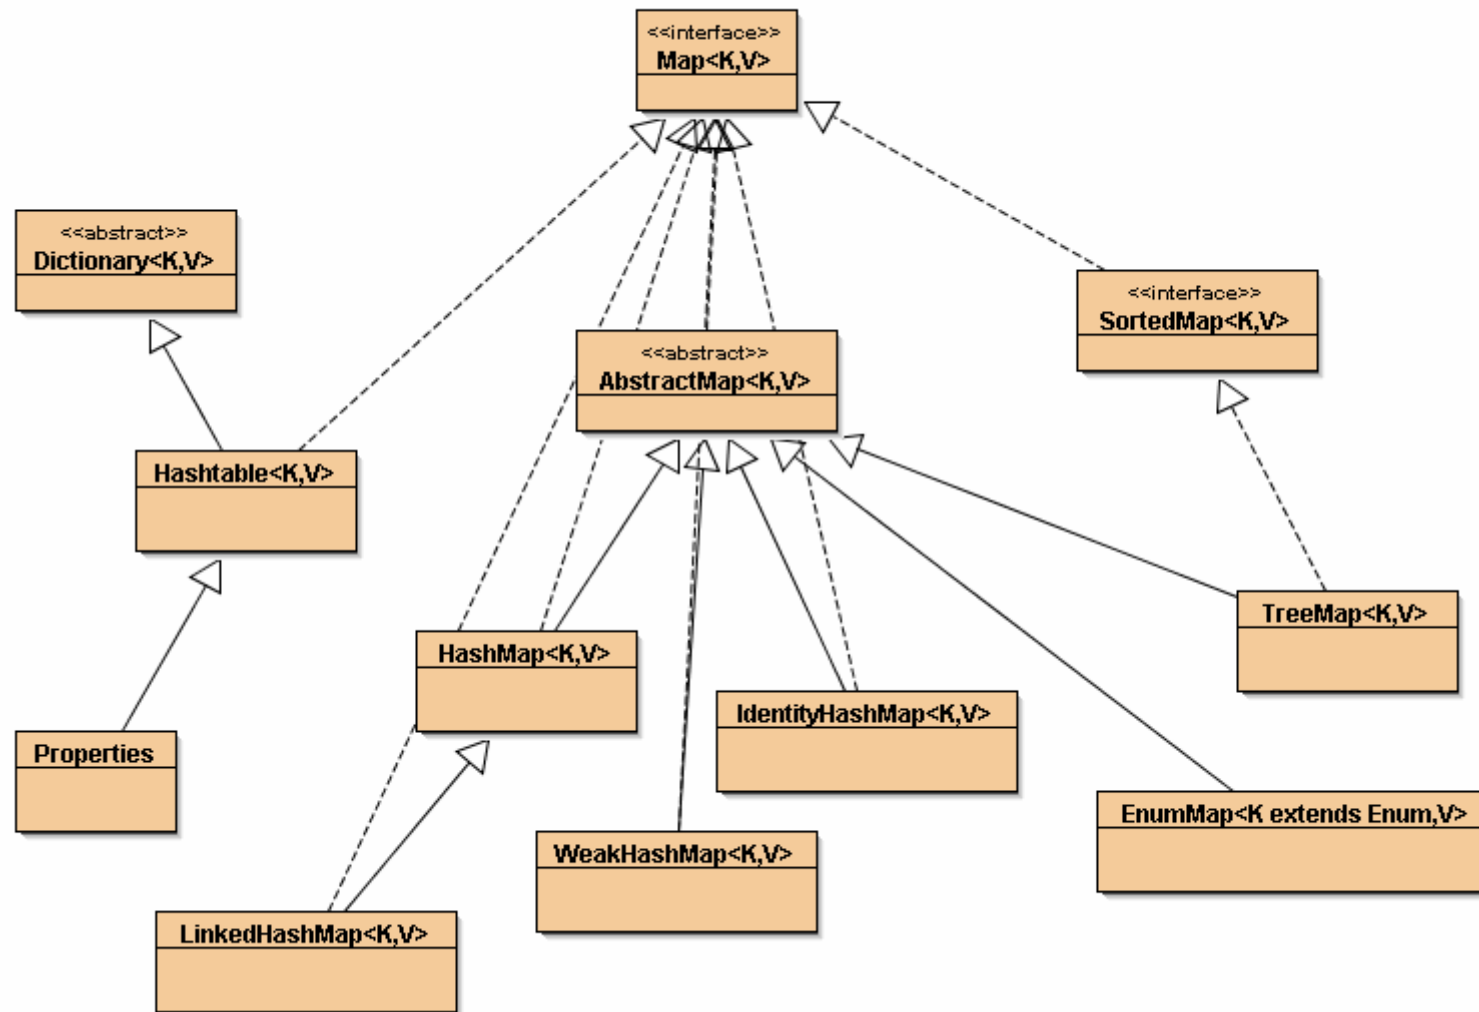 <<interface>>
Map<K,V>
<<abstract>>
Dictionary<K,V>
<<interface>>
SortedMap<K,V>
<<abstract>>
AbstractMap<K,V>
Hashtable<K,V>
TreeMap<K,V>
HashMap<K,V>
IdentityHashMap<K,V>
Properties
EnumMap<K extends Enum,V>
WeakHashMap<K,V>
LinkedHashMap<K,V>